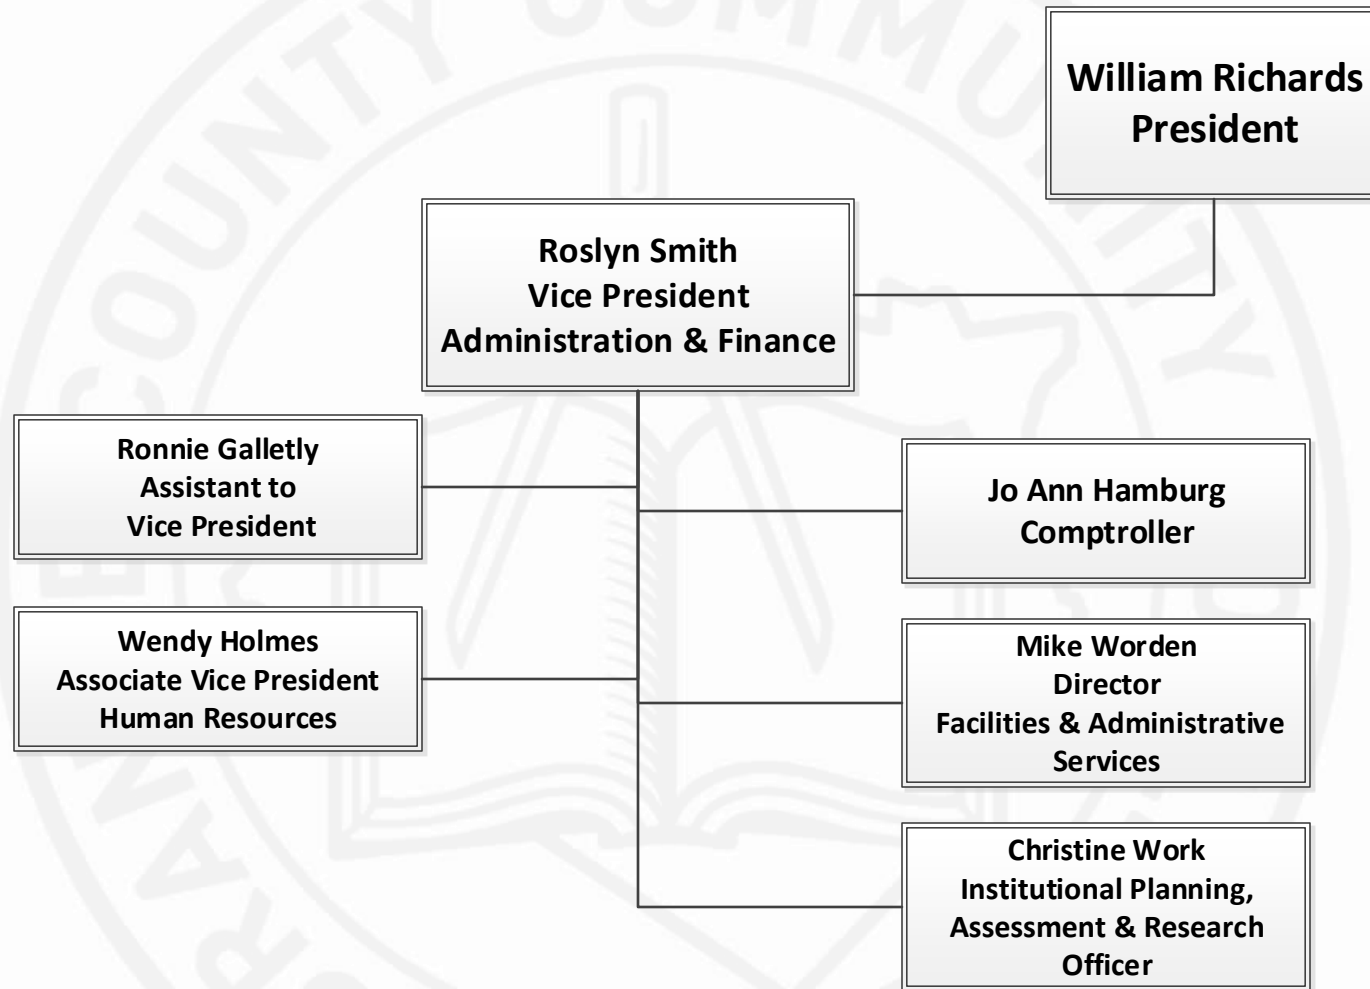 William Richards
President
Roslyn Smith
Vice President
Administration & Finance
Ronnie Galletly
Assistant to
Vice President
Jo Ann Hamburg
Comptroller
Wendy Holmes
Associate Vice President
Human Resources
Mike Worden
Director
Facilities & Administrative
Services
Christine Work
Institutional Planning,
Assessment & Research
Officer
COUNTY COMMUNITY